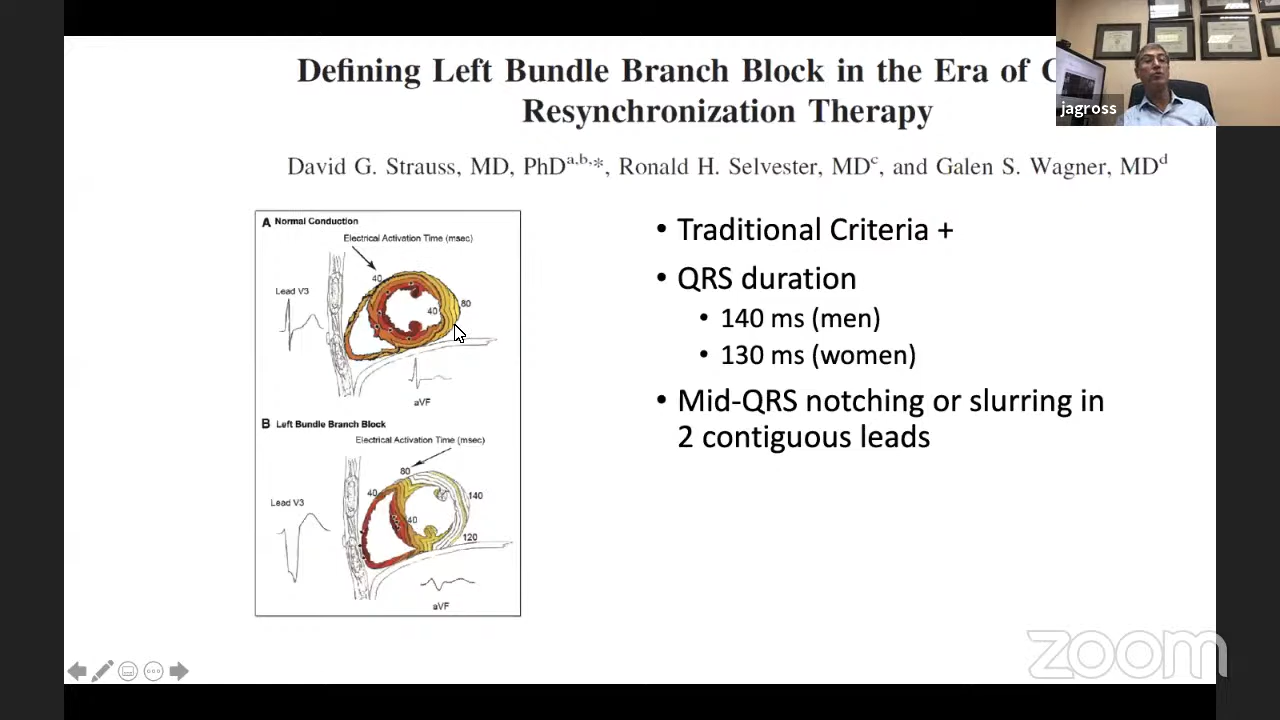 Defining Left Bundle Branch Block in the Era of C
Resynchronization Therapy
jagross
David G. Strauss, MD, PhDa,b,*, Ronald H. Selvester, MDc, and Galen S. Wagner, MDd
A Normal Conduction
Electrical Activation Time (msec)
40
Lead V3
80
40
aVF
B Left Bundle Branch Block
Electrical Activation Time (msec)
80
40
140
Lead V3
40
120
aVF
• Traditional Criteria +
• QRS duration
• 140 ms (men)
• 130 ms (women)
• Mid-QRS notching or slurring in
2 contiguous leads
zoom